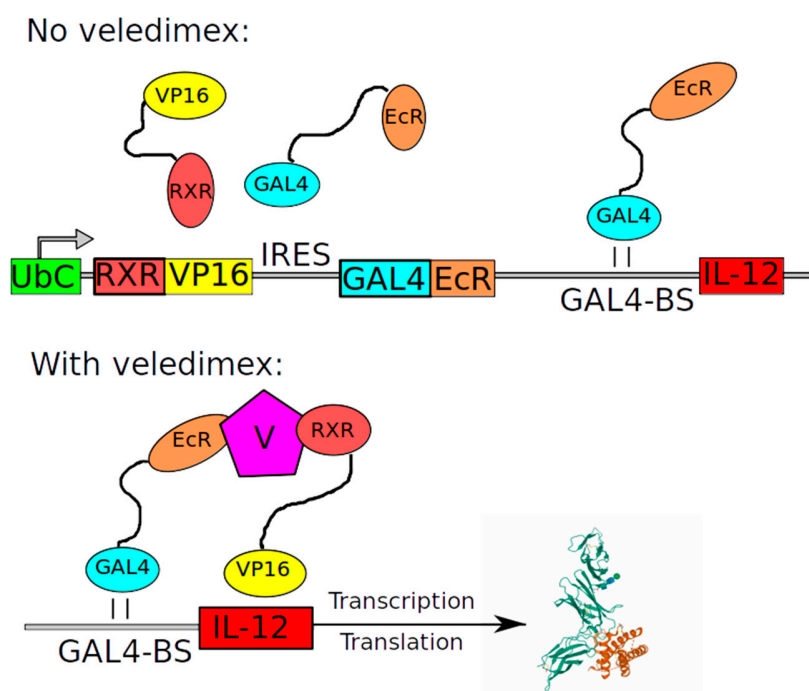 No veledimex:
VP16
EcR
EcR
RXR
GAL4
GAL4
IRES
UbC RXR VP16 GAL4 EcR IL-12
GAL4-BS
With veledimex:
EcR V RXR
GAL4 VP16
IL-12
Transcription
Translation
GAL4-BS